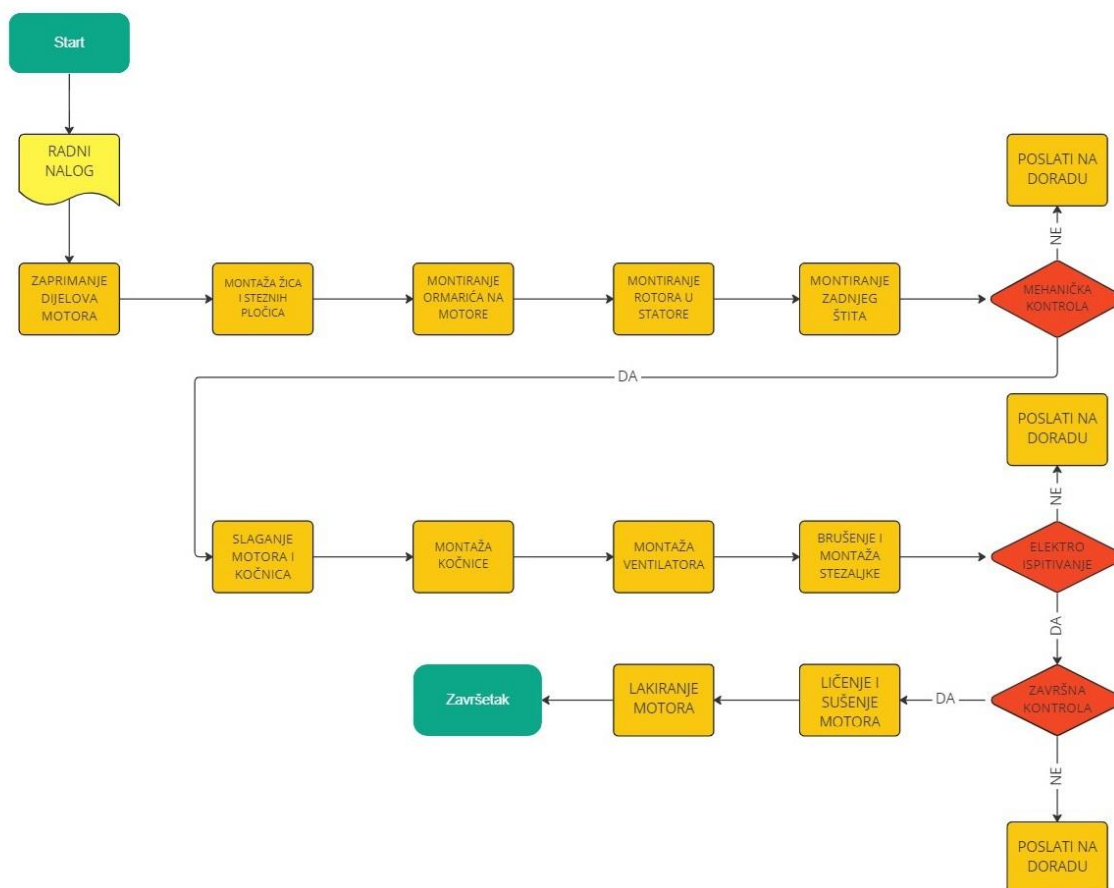 Start
RADNI
NALOG
ZAPRIMANJE
DIJELOVA
MOTORA
MONTAŽA ŽICA
I STEZNIH
PLOČICA
MONTIRANJE
ORMARIĆA NA
MOTORE
MONTIRANJE
ROTORA U
STATORE
MONTIRANJE
ZADNJEG
ŠTITA
MEHANIČKA
KONTROLA
NE
POSLATI NA
DORADU
DA
SLAGANJE
MOTORA I
KOČNICA
MONTAŽA
KOČNICE
MONTAŽA
VENTILATORA
BRUŠENJE I
MONTAŽA
STEZALJKE
ELEKTRO
ISPITIVANJE
NE
POSLATI NA
DORADU
DA
ZAVRŠNA
KONTROLA
NE
POSLATI NA
DORADU
DA
LIČENJE I
SUŠENJE
MOTORA
LAKIRANJE
MOTORA
Završetak